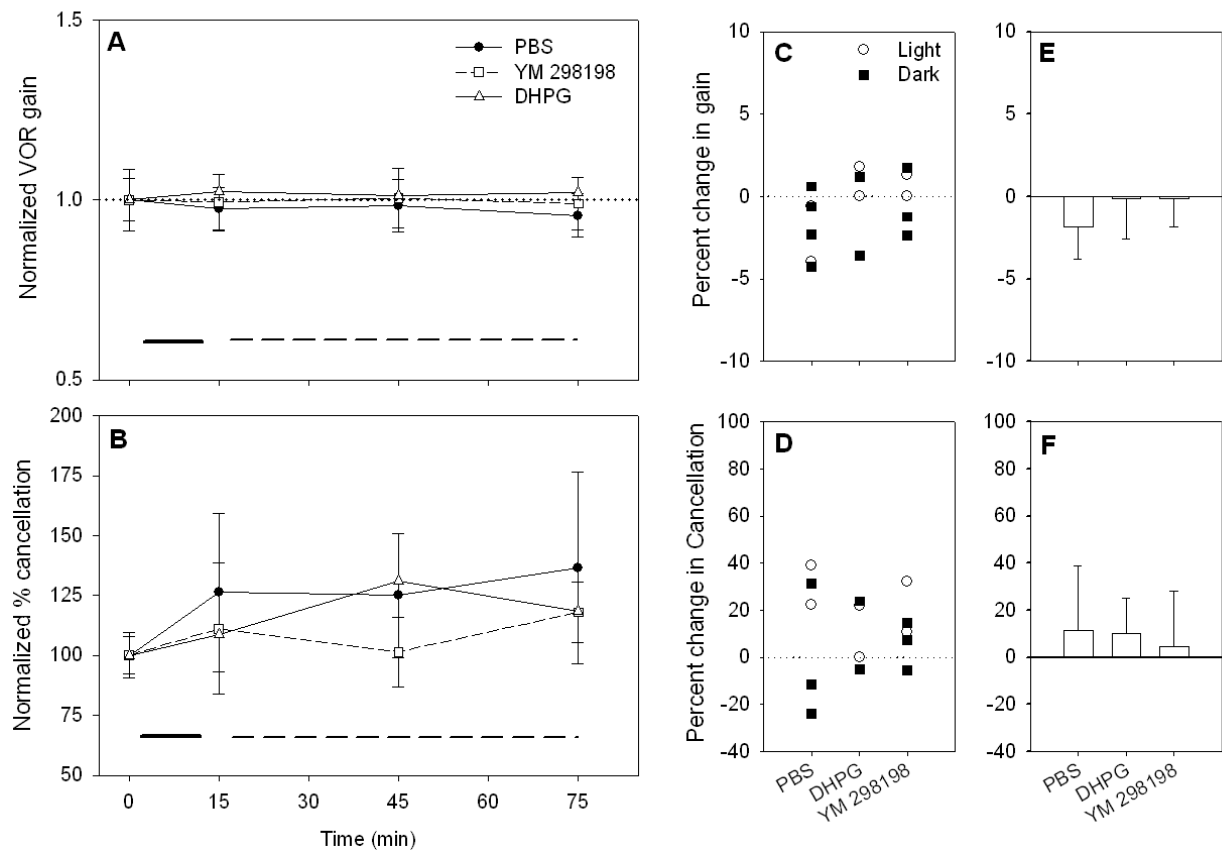 A
PBS
YM 298198
DHPG
Normalized VOR gain
1.5
1.0
0.5
B
Normalized % cancellation
200
175
150
125
100
75
50
0
15
30
45
60
75
Time (min)
C
Light
Dark
Percent change in gain
10
5
0
-5
-10
E
10
5
0
-5
-10
D
Percent change in Cancellation
100
80
60
40
20
0
-20
-40
PBS
DHPG
YM 298198
F
100
80
60
40
20
0
-20
-40
PBS
DHPG
YM 298198